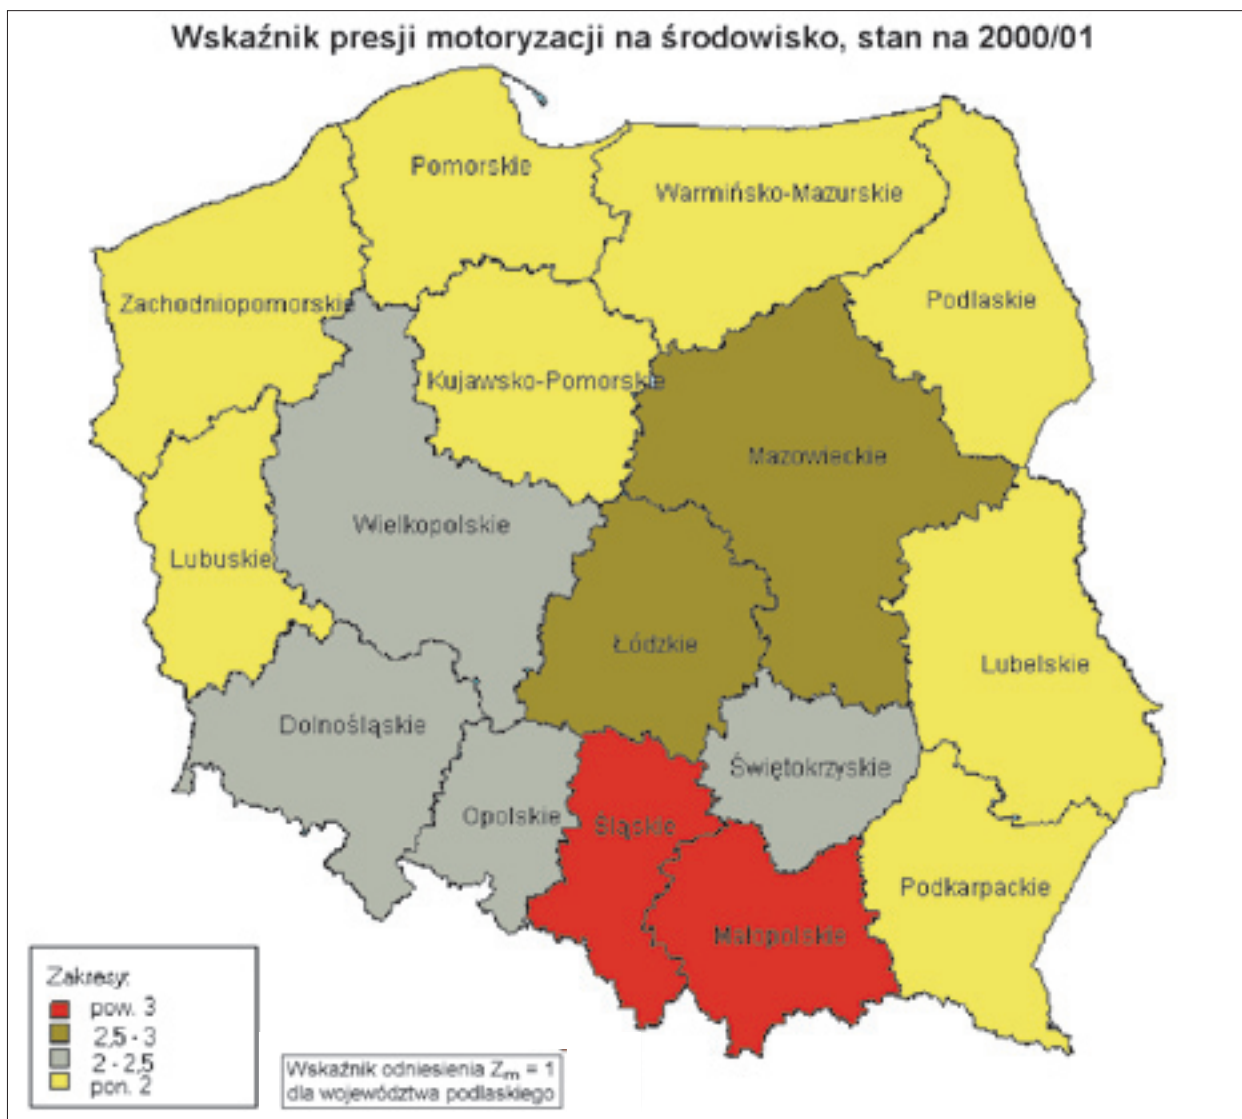 Wskaźnik presji motoryzacji na środowisko, stan na 2000/01
Pomorskie
Warmińsko-Mazurskie
Zachodniopomorskie
Podlaskie
Kujawsko-Pomorskie
Mazowieckie
Wielkopolskie
Lubuskie
Łódzkie
Lubelskie
Dolnośląskie
Świętokrzyskie
Opolskie
Śląskie
Podkarpackie
Małopolskie
Zakresy:
pow. 3
2,5 - 3
2 - 2,5
pon. 2
Wskaźnik odniesienia Zm = 1
dla województwa podlaskiego